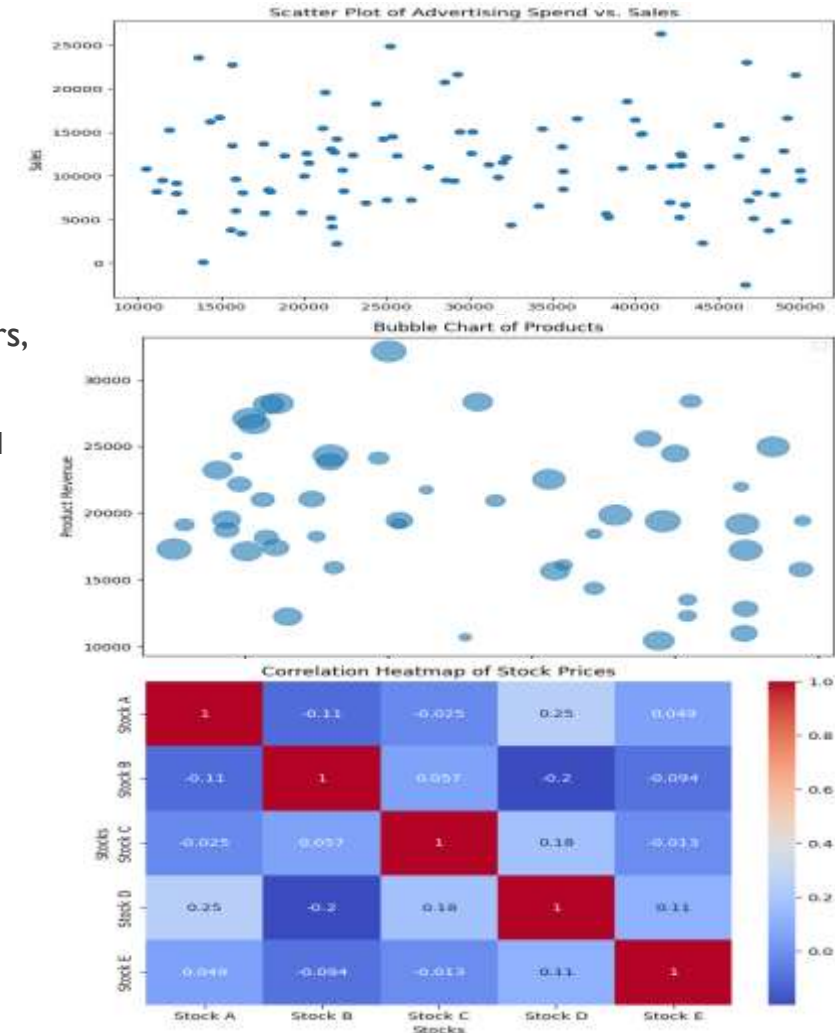 Scatter Plot of Advertising Spend vs. Sales
Sales
25000
20000
15000
10000
5000
0
10000 15000 20000 25000 30000 35000 40000 45000 50000
rs,
Bubble Chart of Products
Product Revenue
30000
25000
20000
15000
10000
Correlation Heatmap of Stock Prices
Stocks
Stock A 1 -0.11 -0.025 0.25 0.049
Stock B -0.11 1 0.057 -0.2 -0.094
Stock C -0.025 0.057 1 0.18 -0.013
Stock D 0.25 -0.2 0.18 1 0.11
Stock E 0.049 -0.094 -0.013 0.11 1
Stock A Stock B Stock C Stock D Stock E
Stocks
1.0
0.8
0.6
0.4
0.2
0.0